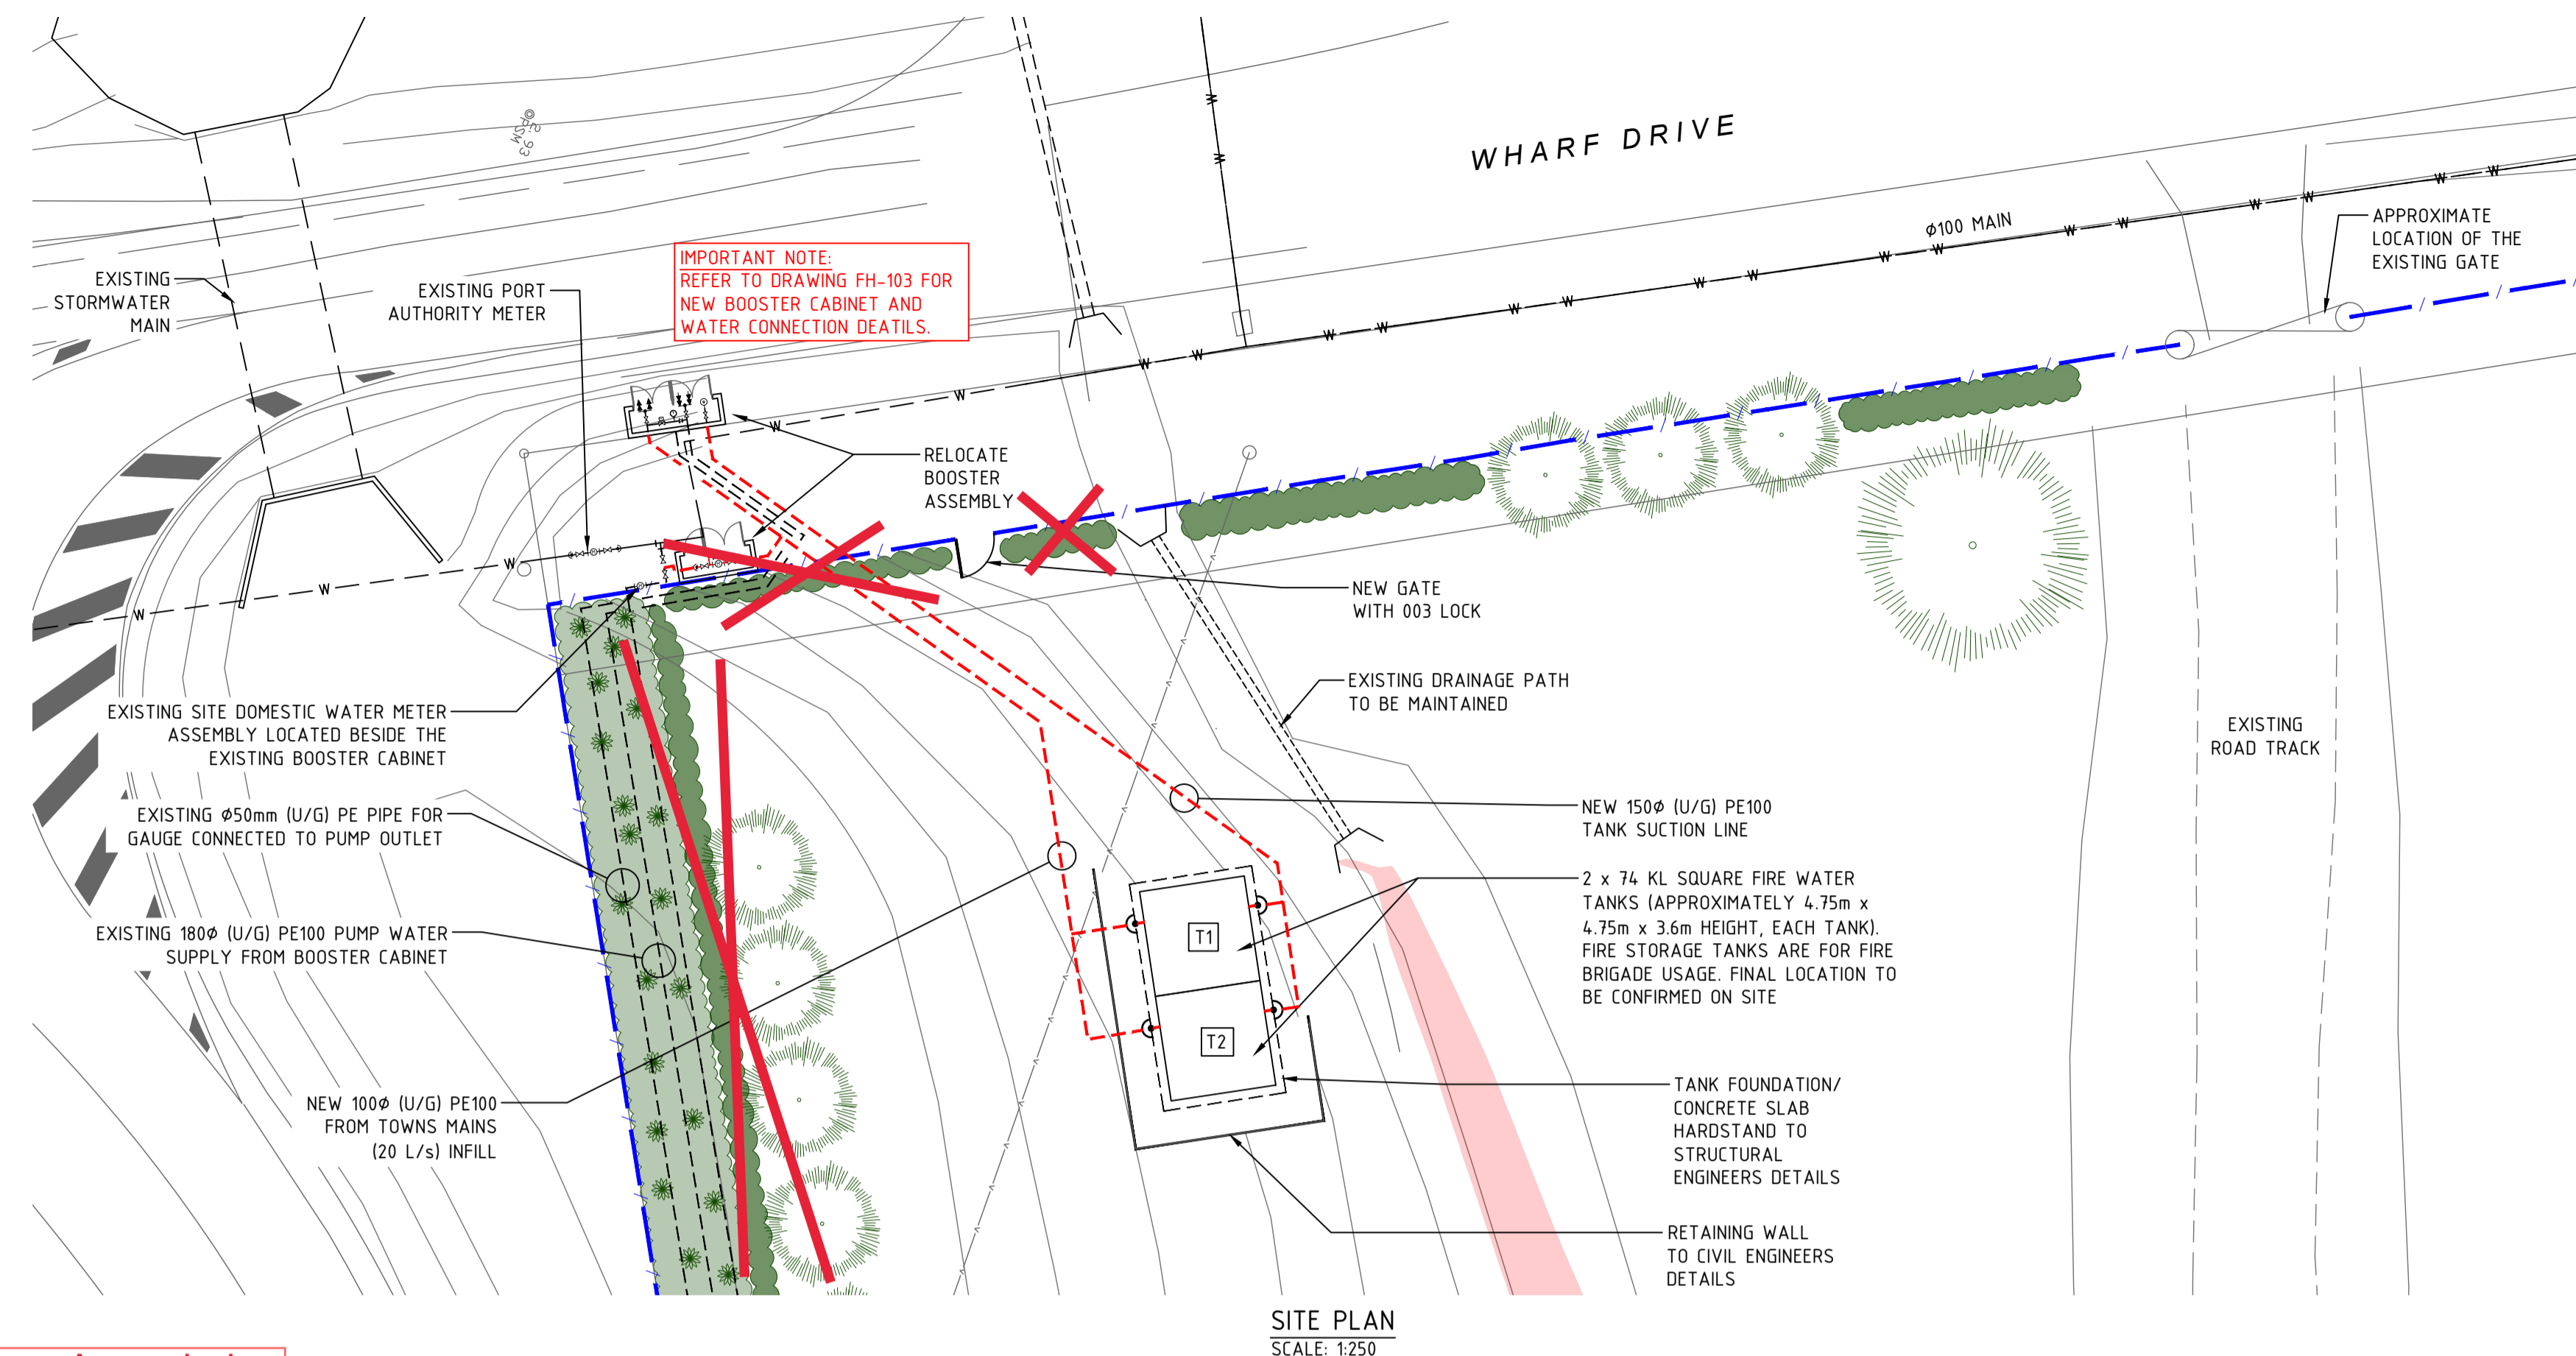 WHARF DRIVE
Ø100 MAIN
APPROXIMATE
LOCATION OF THE
EXISTING GATE
IMPORTANT NOTE:
REFER TO DRAWING FH-103 FOR
NEW BOOSTER CABINET AND
WATER CONNECTION DEATILS.
EXISTING
STORMWATER
MAIN
EXISTING PORT
AUTHORITY METER
RELOCATE
BOOSTER
ASSEMBLY
NEW GATE
WITH 003 LOCK
EXISTING DRAINAGE PATH
TO BE MAINTAINED
EXISTING SITE DOMESTIC WATER METER
ASSEMBLY LOCATED BESIDE THE
EXISTING BOOSTER CABINET
EXISTING
ROAD TRACK
EXISTING Ø50mm (U/G) PE PIPE FOR
GAUGE CONNECTED TO PUMP OUTLET
NEW 150Ø (U/G) PE100
TANK SUCTION LINE
2 x 74 KL SQUARE FIRE WATER
TANKS (APPROXIMATELY 4.75m x
4.75m x 3.6m HEIGHT, EACH TANK).
FIRE STORAGE TANKS ARE FOR FIRE
BRIGADE USAGE. FINAL LOCATION TO
BE CONFIRMED ON SITE
EXISTING 180Ø (U/G) PE100 PUMP WATER
SUPPLY FROM BOOSTER CABINET
T1
T2
NEW 100Ø (U/G) PE100
FROM TOWNS MAINS
(20 L/s) INFILL
TANK FOUNDATION/
CONCRETE SLAB
HARDSTAND TO
STRUCTURAL
ENGINEERS DETAILS
RETAINING WALL
TO CIVIL ENGINEERS
DETAILS
SITE PLAN
SCALE: 1:250